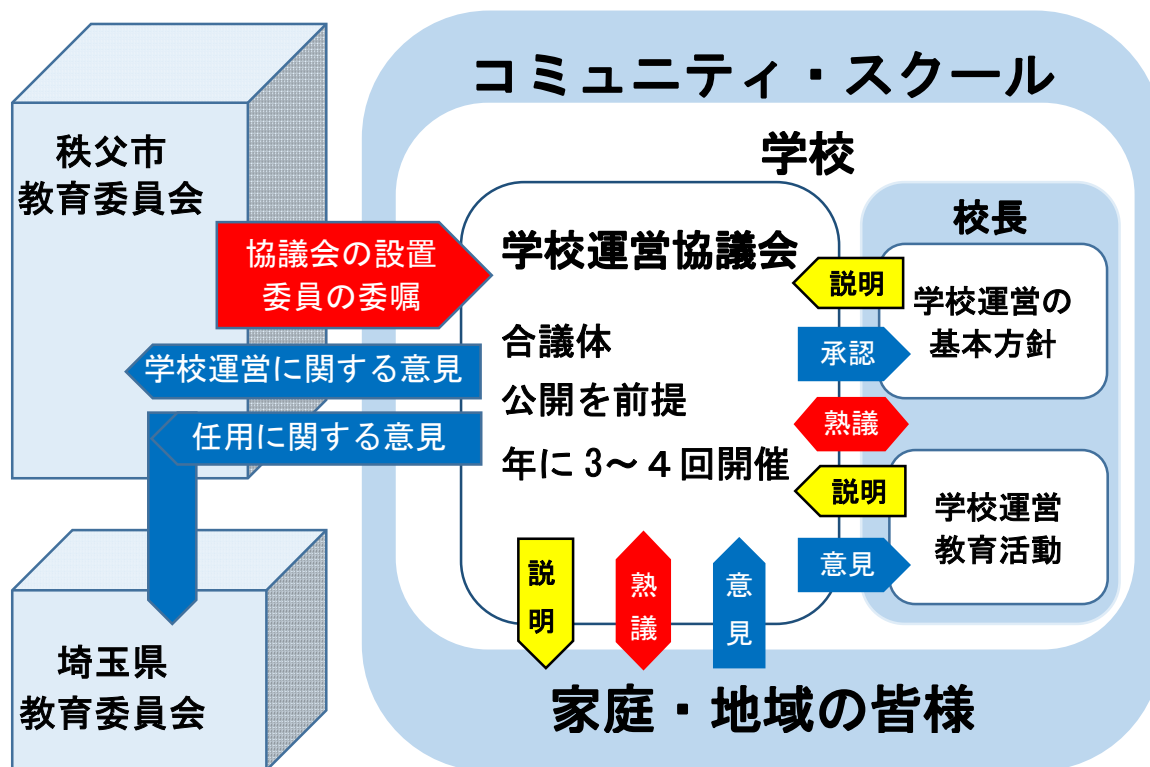 コミュニティ・スクール
秩父市
教育委員会
学校
校長
協議会の設置
委員の委嘱
学校運営に関する意見
任用に関する意見
学校運営協議会
合議体
公開を前提
年に3～４回開催
説明
承認
熟議
説明
意見
学校運営の
基本方針
学校運営
教育活動
説明
熟議
意見
埼玉県
教育委員会
家庭・地域の皆様